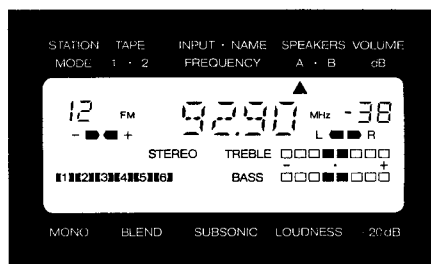 STATION TAPE INPUT · NAME SPEAKERS VOLUME
MODE 1 · 2 FREQUENCY A · B dB
12 FM 92.90 MHz -38
- + L R
STEREO TREBLE
- · +
[1][2][3][4][5][6] BASS
MONO BLEND SUBSONIC LOUDNESS -20dB